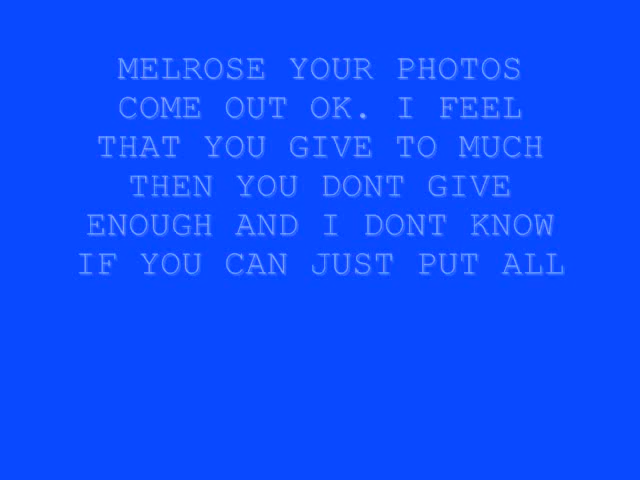 MELROSE YOUR PHOTOS
COME OUT OK. I FEEL
THAT YOU GIVE TO MUCH
THEN YOU DONT GIVE
ENOUGH AND I DONT KNOW
IF YOU CAN JUST PUT ALL